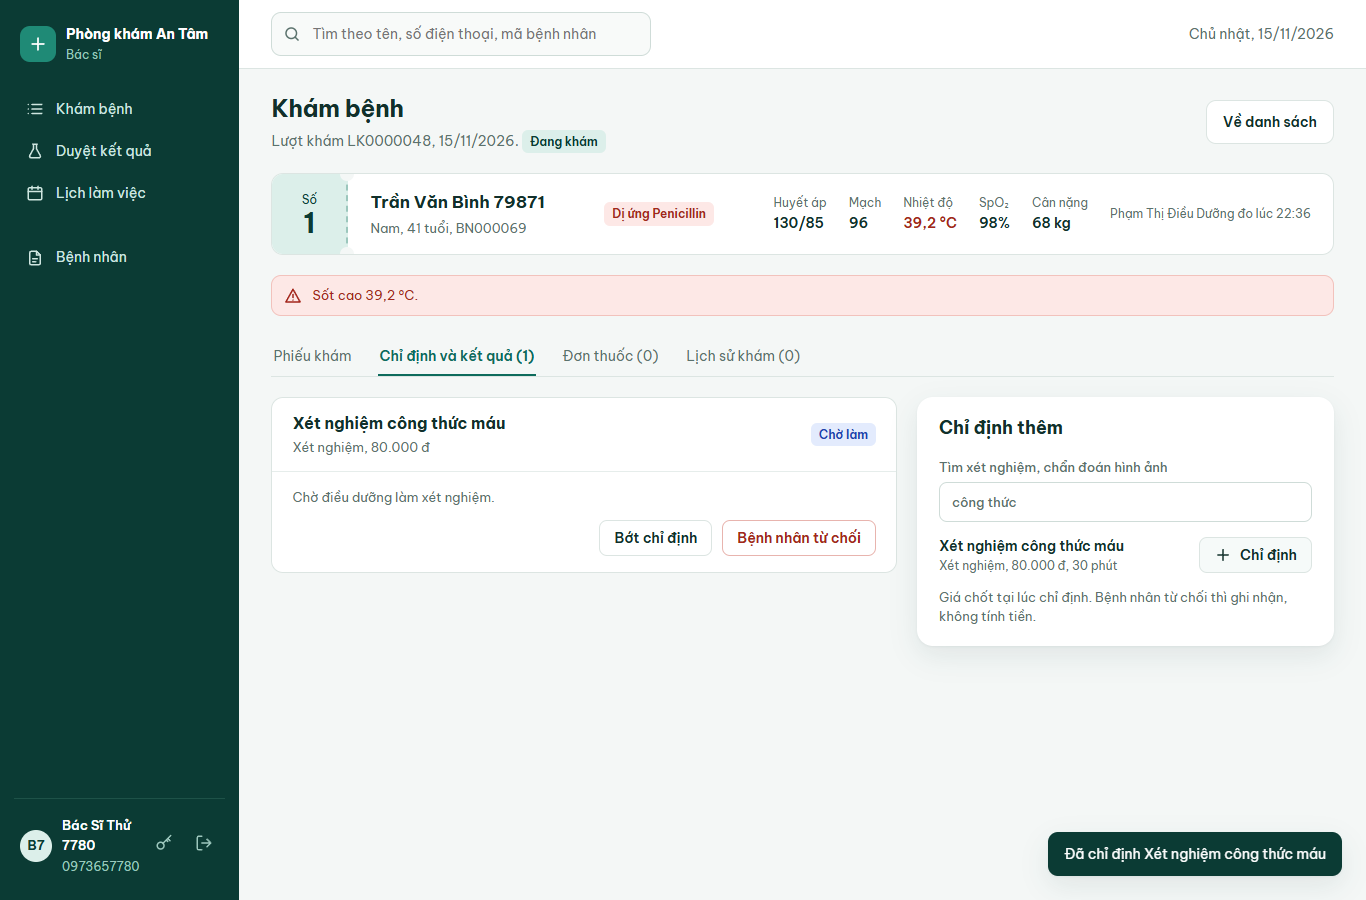 Phòng khám An Tâm
Bác sĩ
Khám bệnh
Duyệt kết quả
Lịch làm việc
Bệnh nhân
B7
Bác Sĩ Thử
7780
0973657780
Tìm theo tên, số điện thoại, mã bệnh nhân
Chủ nhật, 15/11/2026
Khám bệnh
Lượt khám LK0000048, 15/11/2026. Đang khám
Về danh sách
Số
1
Trần Văn Bình 79871
Nam, 41 tuổi, BN000069
Dị ứng Penicillin
Huyết áp
130/85
Mạch
96
Nhiệt độ
39,2 °C
SpO₂
98%
Cân nặng
68 kg
Phạm Thị Điều Dưỡng đo lúc 22:36
Sốt cao 39,2 °C.
Phiếu khám
Chỉ định và kết quả (1)
Đơn thuốc (0)
Lịch sử khám (0)
Xét nghiệm công thức máu
Xét nghiệm, 80.000 đ
Chờ làm
Chờ điều dưỡng làm xét nghiệm.
Bớt chỉ định
Bệnh nhân từ chối
Chỉ định thêm
Tìm xét nghiệm, chẩn đoán hình ảnh
công thức
Xét nghiệm công thức máu
Xét nghiệm, 80.000 đ, 30 phút
Chỉ định
Giá chốt tại lúc chỉ định. Bệnh nhân từ chối thì ghi nhận,
không tính tiền.
Đã chỉ định Xét nghiệm công thức máu